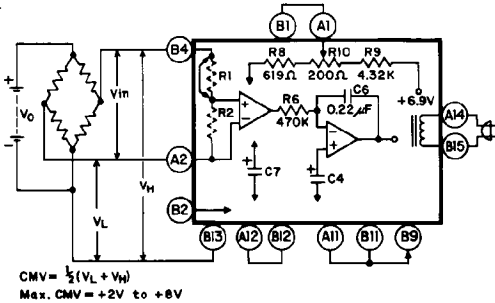 B1 A1
B4 R8 R10 R9
R1 619Ω 200Ω 4.32K
C6
Vin R6 0.22μF +6.9V
+ R2 470K A14
V0
- A2 B15
C7 C4
VL VH
B2
B13 A12 B12 A11 B11 B9
CMV = ½(VL + VH)
Max. CMV = +2V to +8V